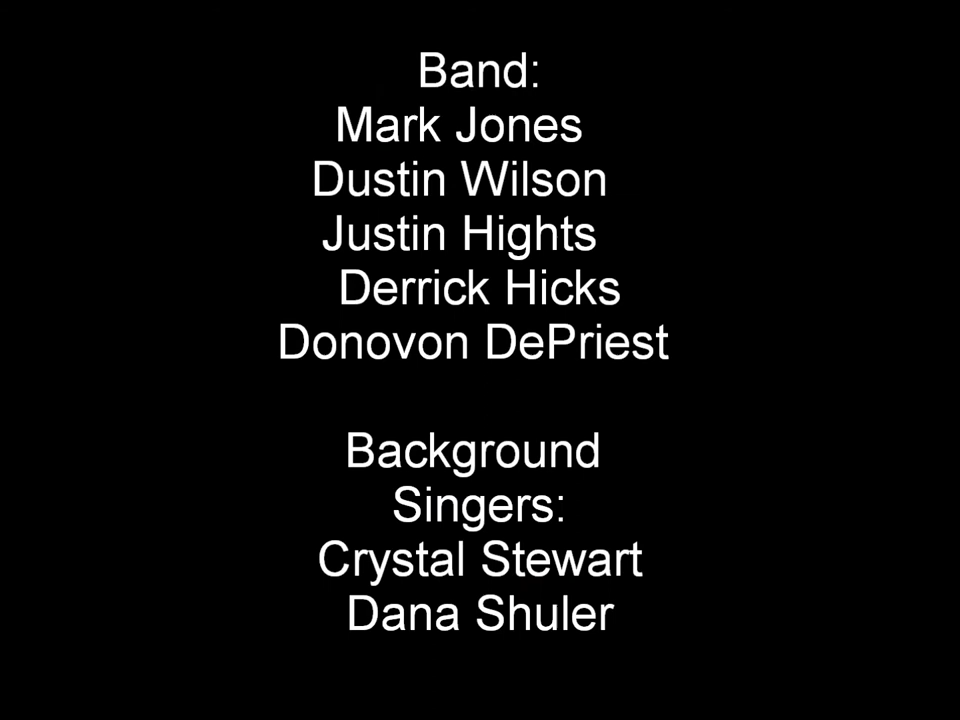 Band:
Mark Jones
Dustin Wilson
Justin Hights
Derrick Hicks
Donovon DePriest
Background
Singers:
Crystal Stewart
Dana Shuler